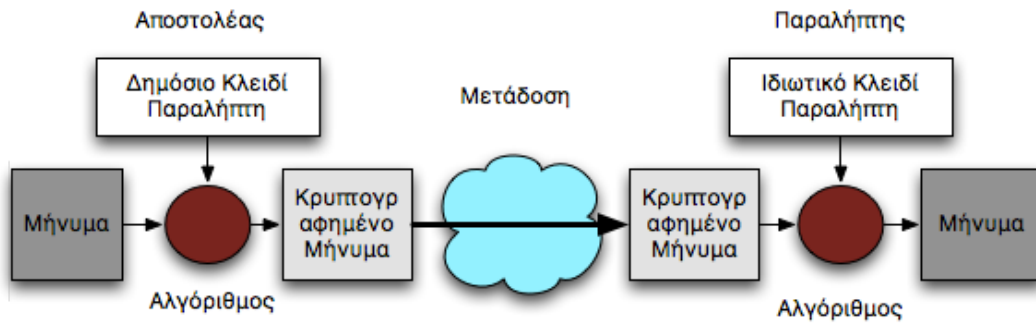 Αποστολέας
Παραλήπτης
Δημόσιο Κλειδί
Παραλήπτη
Μετάδοση
Ιδιωτικό Κλειδί
Παραλήπτη
Μήνυμα
Κρυπτογρ
αφημένο
Μήνυμα
Κρυπτογρ
αφημένο
Μήνυμα
Μήνυμα
Αλγόριθμος
Αλγόριθμος